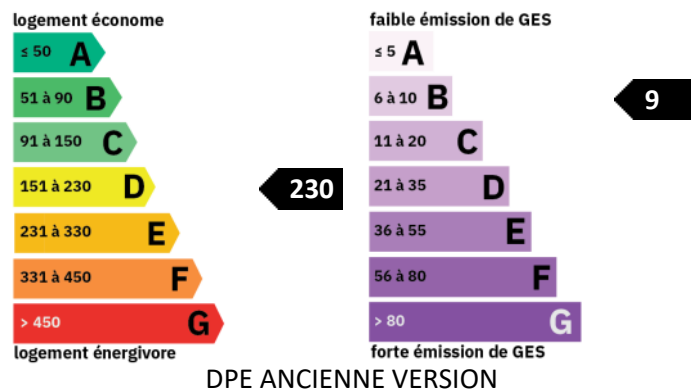 logement économe
≤ 50 A
51 à 90 B
91 à 150 C
151 à 230 D
230
231 à 330 E
331 à 450 F
> 450 G
logement énergivore
faible émission de GES
≤ 5 A
6 à 10 B
9
11 à 20 C
21 à 35 D
36 à 55 E
56 à 80 F
> 80 G
forte émission de GES
DPE ANCIENNE VERSION